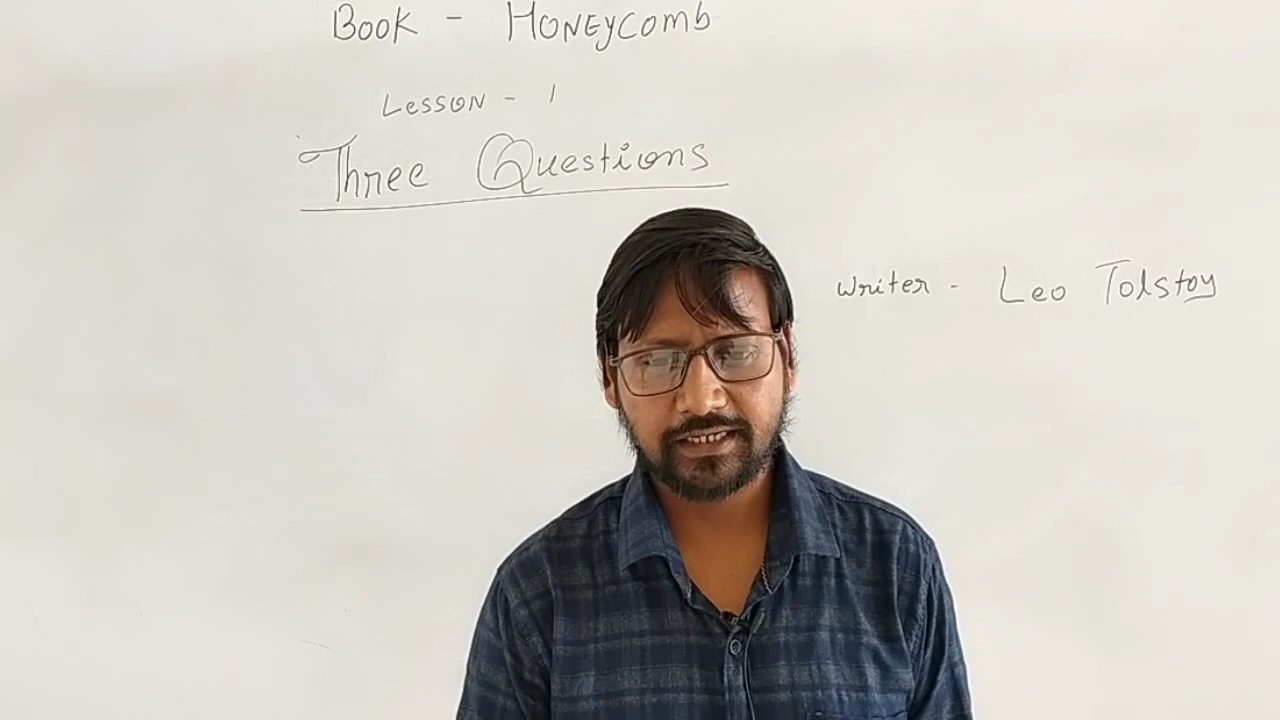 Book - HONEYcomb
Lesson - 1
Three Questions
Writer - Leo Tolstoy